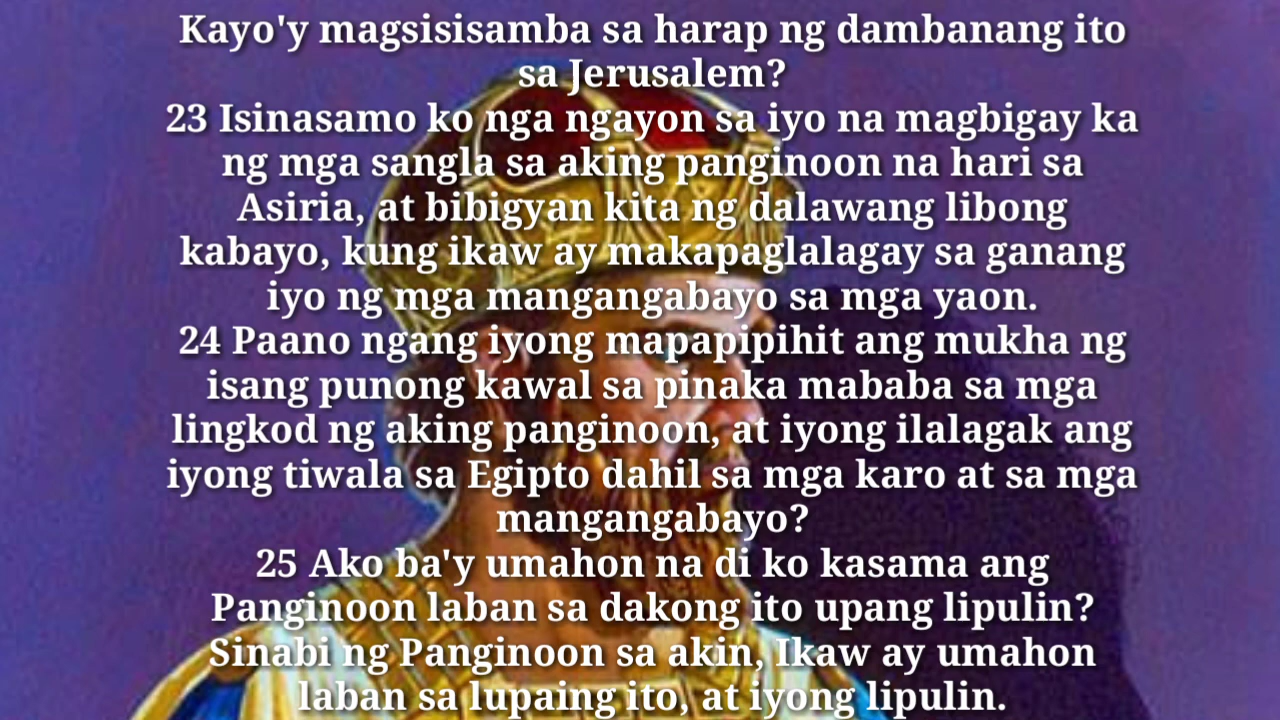 Kayo'y magsisisamba sa harap ng dambanang ito
sa Jerusalem?
23 Isinasamo ko nga ngayon sa iyo na magbigay ka
ng mga sangla sa aking panginoon na hari sa
Asiria, at bibigyan kita ng dalawang libong
kabayo, kung ikaw ay makapaglalagay sa ganang
iyo ng mga mangangabayo sa mga yaon.
24 Paano ngang iyong mapapipihit ang mukha ng
isang punong kawal sa pinaka mababa sa mga
lingkod ng aking panginoon, at iyong ilalagak ang
iyong tiwala sa Egipto dahil sa mga karo at sa mga
mangangabayo?
25 Ako ba'y umahon na di ko kasama ang
Panginoon laban sa dakong ito upang lipulin?
Sinabi ng Panginoon sa akin, Ikaw ay umahon
laban sa lupaing ito, at iyong lipulin.